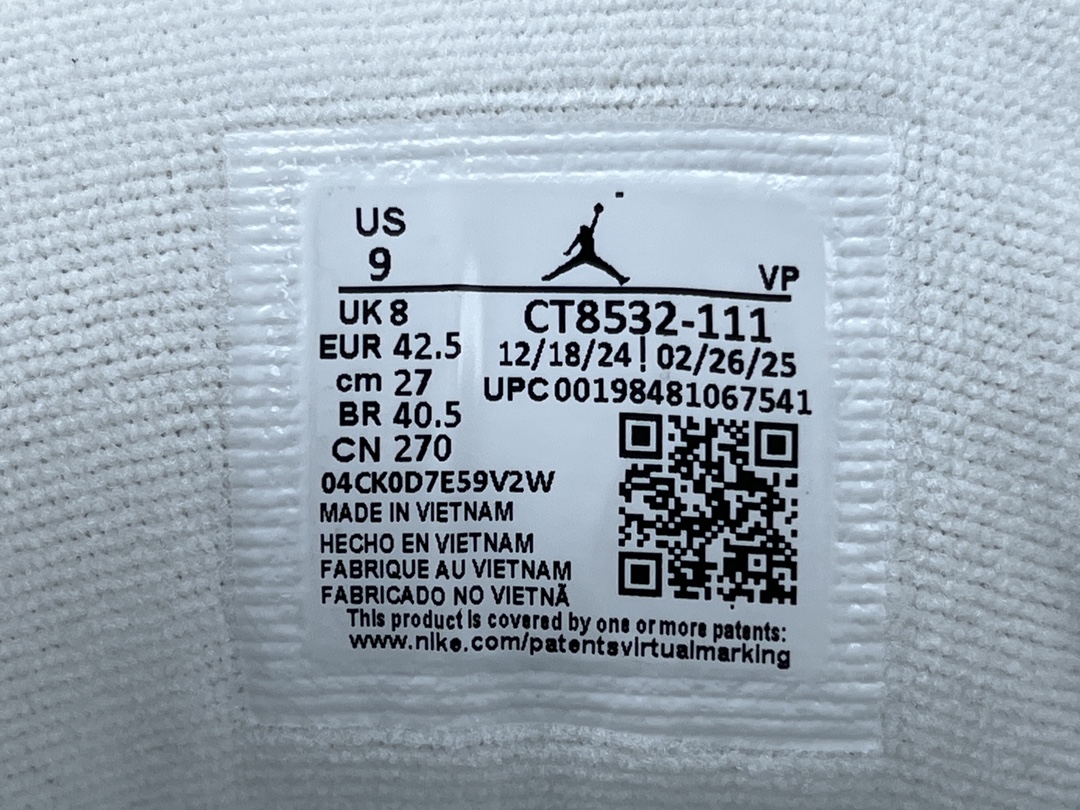 US
9
VP
UK 8
EUR 42.5
cm 27
BR 40.5
CN 270
CT8532-111
12/18/24 | 02/26/25
UPC 00198481067541
04CK0D7E59V2W
MADE IN VIETNAM
HECHO EN VIETNAM
FABRIQUE AU VIETNAM
FABRICADO NO VIETNÃ
This product is covered by one or more patents:
www.nike.com/patentsvirtualmarking